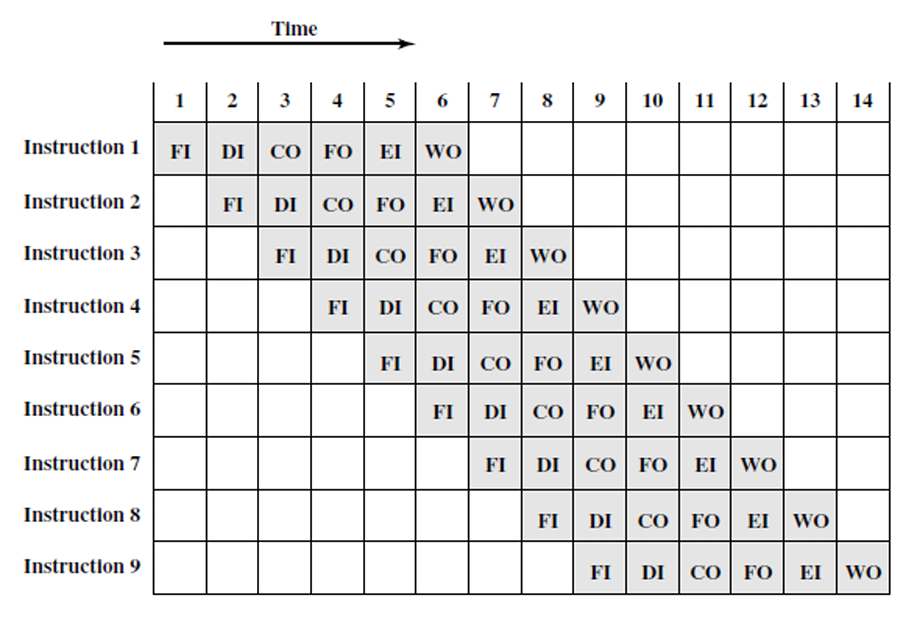 Time
1 2 3 4 5 6 7 8 9 10 11 12 13 14
Instruction 1 FI DI CO FO EI WO
Instruction 2 FI DI CO FO EI WO
Instruction 3 FI DI CO FO EI WO
Instruction 4 FI DI CO FO EI WO
Instruction 5 FI DI CO FO EI WO
Instruction 6 FI DI CO FO EI WO
Instruction 7 FI DI CO FO EI WO
Instruction 8 FI DI CO FO EI WO
Instruction 9 FI DI CO FO EI WO